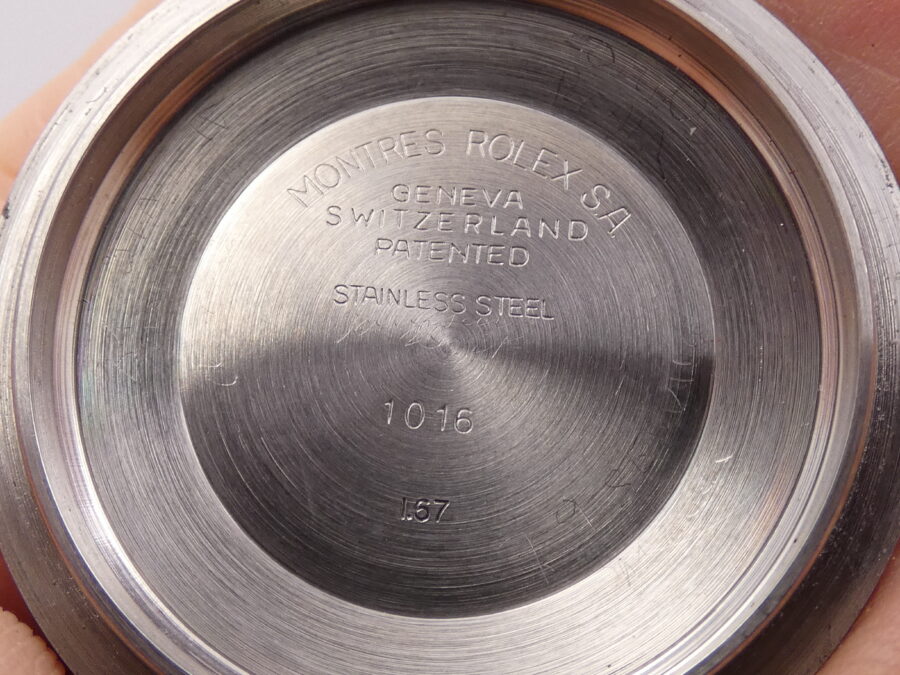 MONTRES ROLEX S.A.
GENEVA
SWITZERLAND
PATENTED
STAINLESS STEEL
1016
I.67